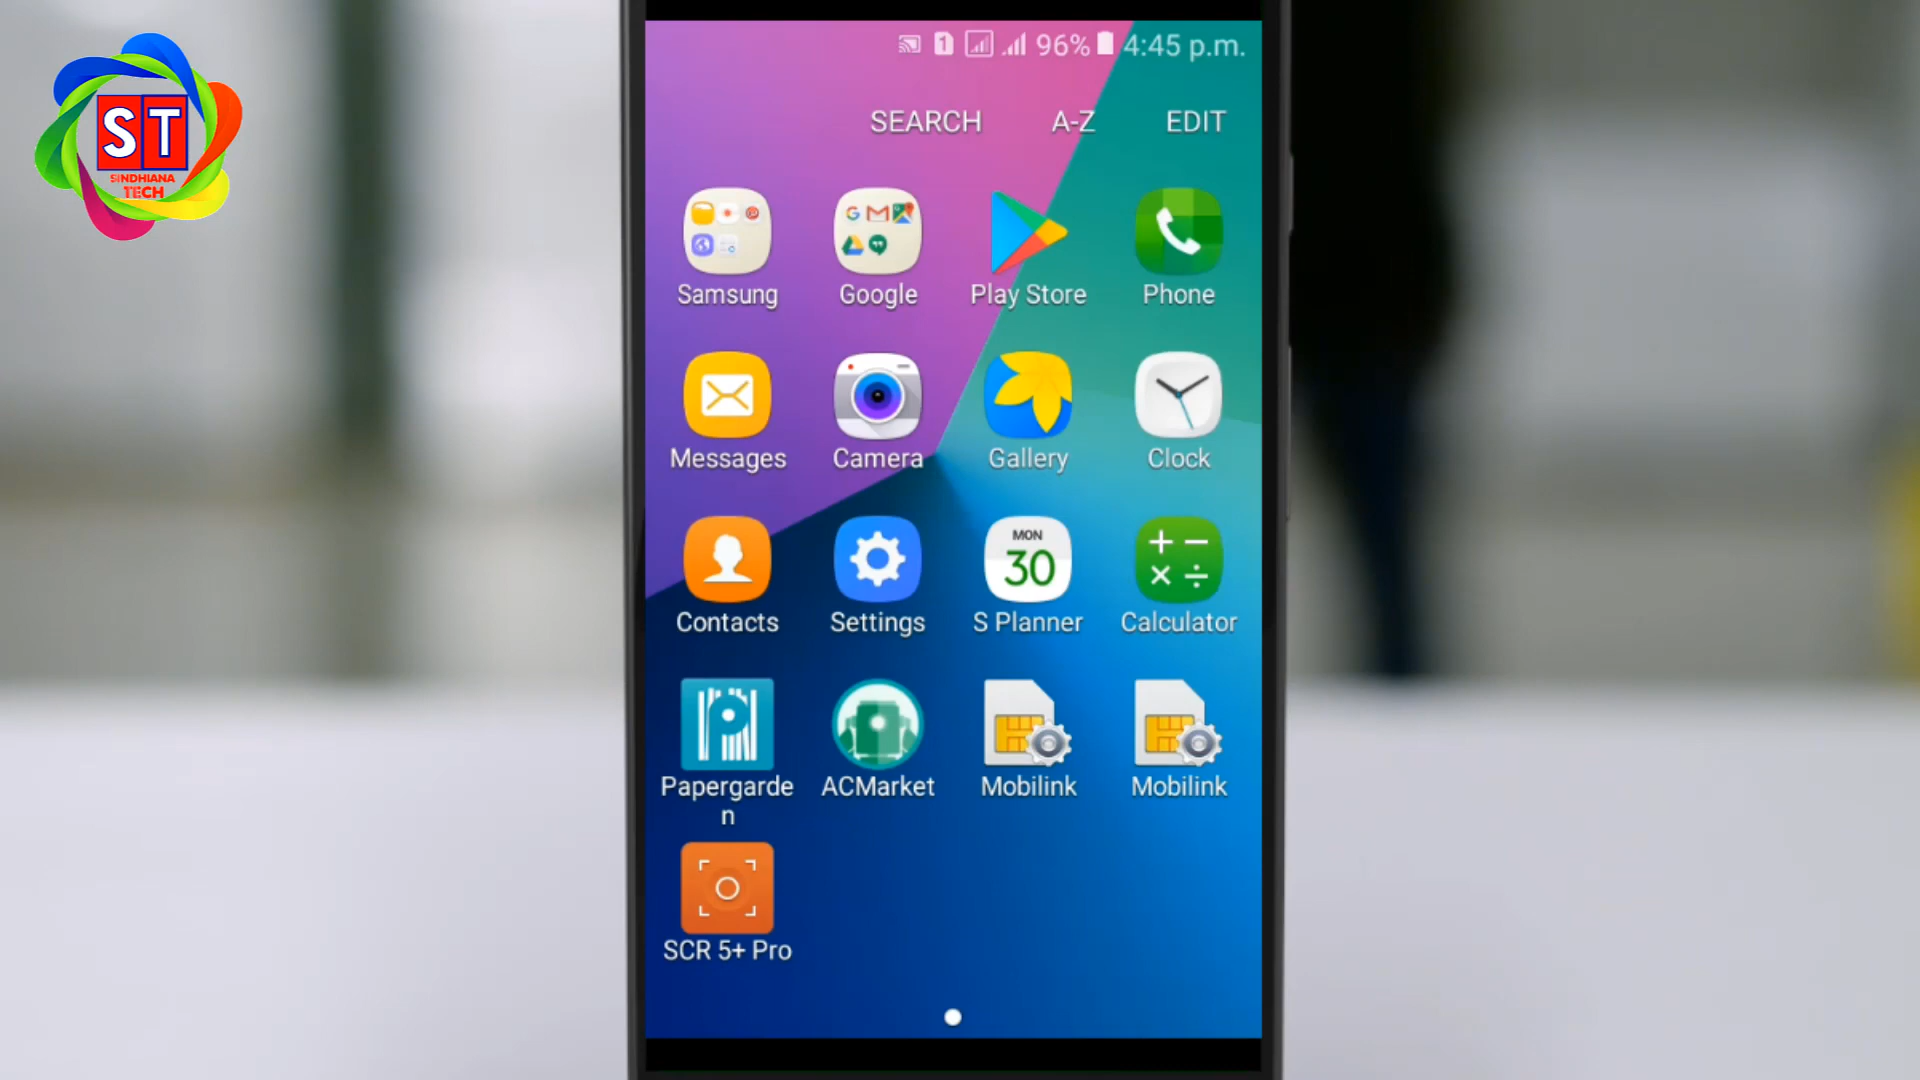 ST
SINDHIANA
TECH
1 96% 4:45 p.m.
SEARCH A-Z EDIT
Samsung Google Play Store Phone
Messages Camera Gallery Clock
MON
30
Contacts Settings S Planner Calculator
Papergarde
n
ACMarket Mobilink Mobilink
SCR 5+ Pro